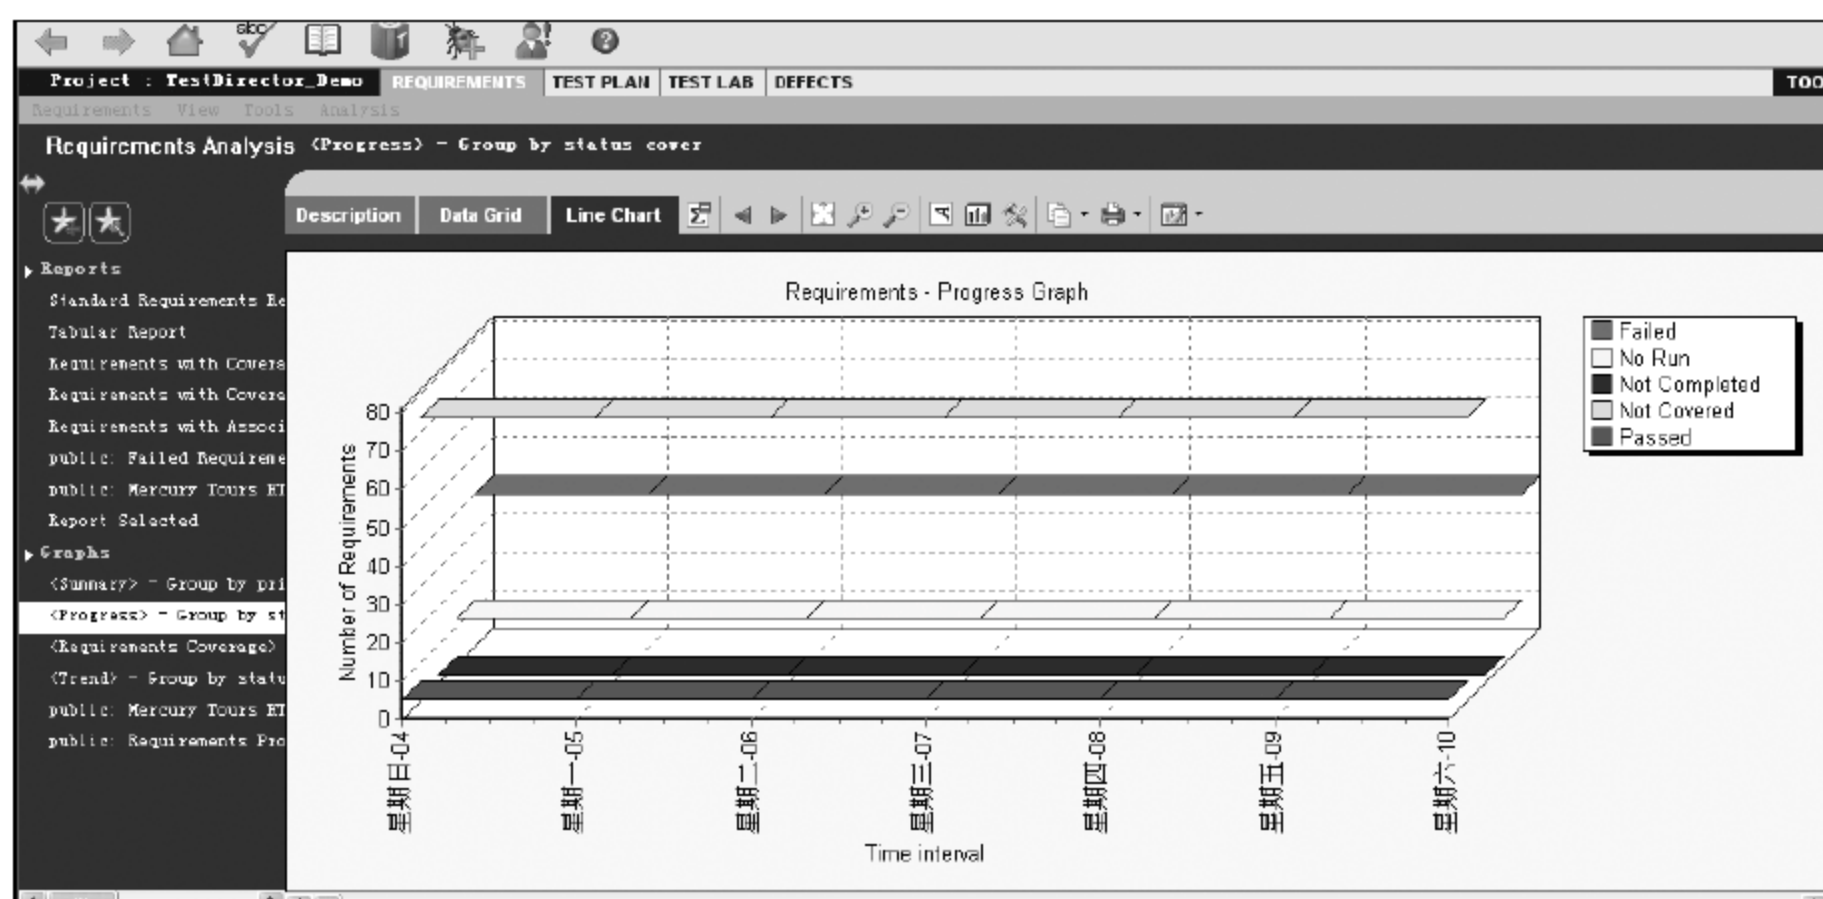 abc
Project : TestDirector_Demo REQUIREMENTS TEST PLAN TEST LAB DEFECTS TOO
Requirements View Tools Analysis
Requirements Analysis <Progress> - Group by status cover
Description Data Grid Line Chart
Reports
Standard Requirements Re
Tabular Report
Requirements with Covera
Requirements with Covera
Requirements with Associ
public: Failed Requireme
public: Mercury Tours HT
Report Selected
Graphs
<Summary> - Group by pri
<Progress> - Group by st
<Requirements Coverage>
<Trend> - Group by statu
public: Mercury Tours HT
public: Requirements Pro
Requirements - Progress Graph
Number of Requirements
80
70
60
50
40
30
20
10
0
星期日-04
星期一-05
星期二-06
星期三-07
星期四-08
星期五-09
星期六-10
Time interval
Failed
No Run
Not Completed
Not Covered
Passed